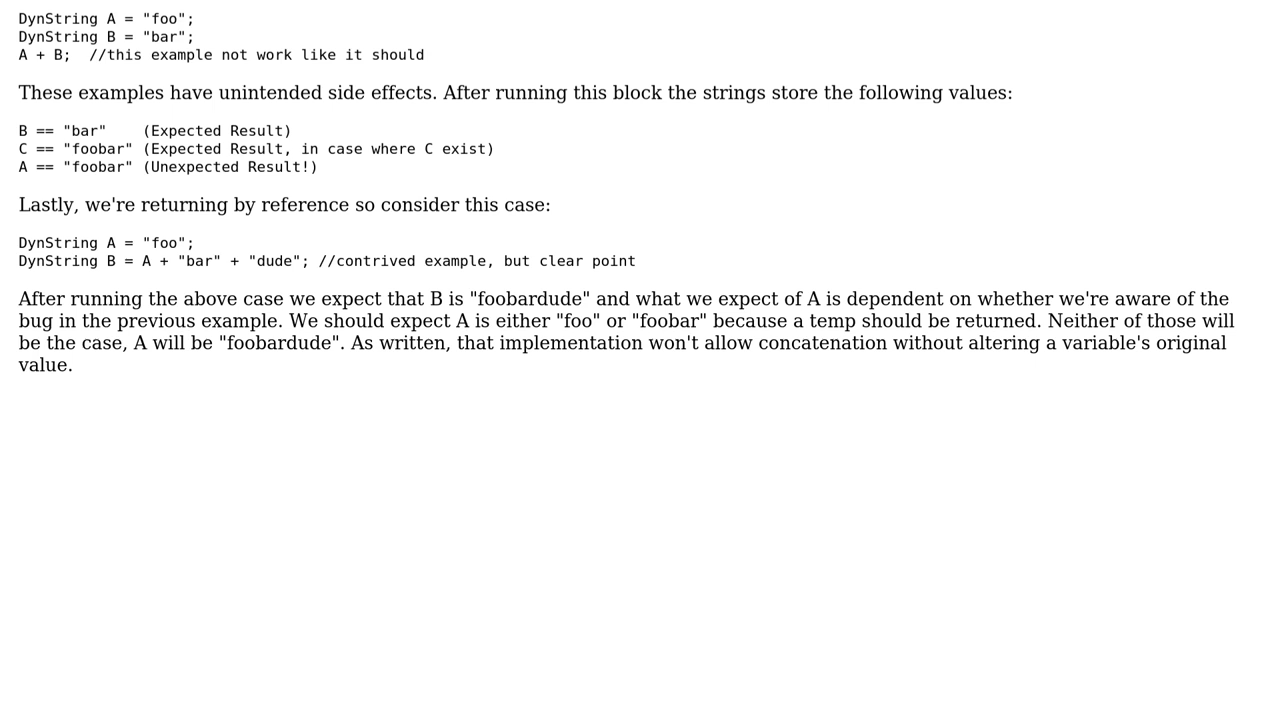 DynString A = "foo";
DynString B = "bar";
A + B;  //this example not work like it should
These examples have unintended side effects. After running this block the strings store the following values:
B == "bar"    (Expected Result)
C == "foobar" (Expected Result, in case where C exist)
A == "foobar" (Unexpected Result!)
Lastly, we're returning by reference so consider this case:
DynString A = "foo";
DynString B = A + "bar" + "dude"; //contrived example, but clear point
After running the above case we expect that B is "foobardude" and what we expect of A is dependent on whether we're aware of the
bug in the previous example. We should expect A is either "foo" or "foobar" because a temp should be returned. Neither of those will
be the case, A will be "foobardude". As written, that implementation won't allow concatenation without altering a variable's original
value.